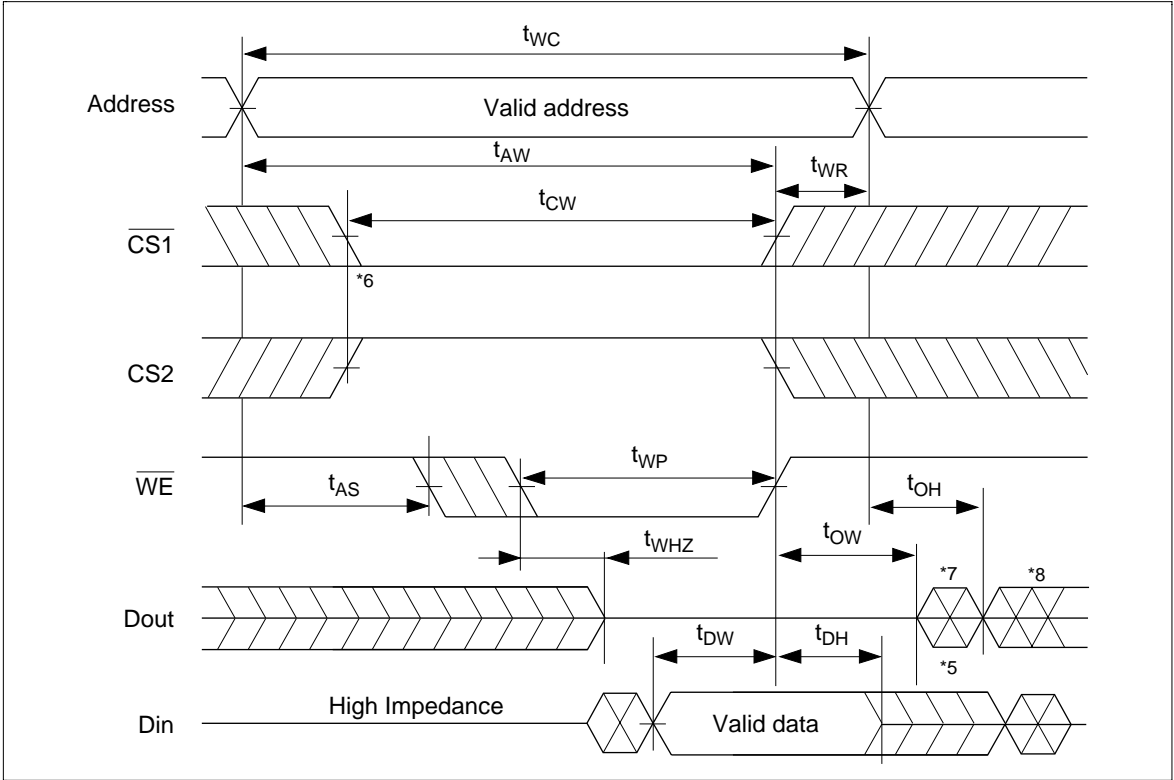 tWC
Address
Valid address
tAW
tWR
tCW
CS1
*6
CS2
WE
tWP
tAS
tOH
tOW
tWHZ
*7
*8
Dout
tDW
tDH
*5
High Impedance
Din
Valid data